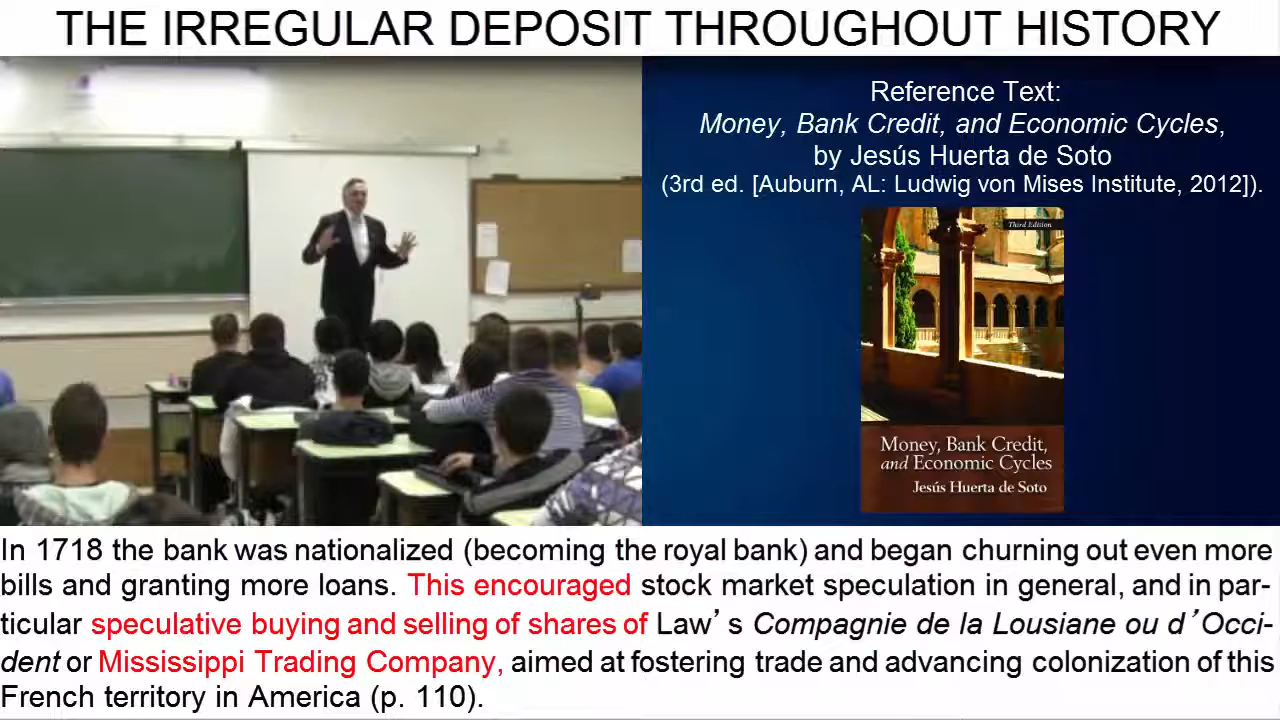 THE IRREGULAR DEPOSIT THROUGHOUT HISTORY
Reference Text:
Money, Bank Credit, and Economic Cycles,
by Jesús Huerta de Soto
(3rd ed. [Auburn, AL: Ludwig von Mises Institute, 2012]).
Third Edition
Money, Bank Credit,
and Economic Cycles
Jesús Huerta de Soto
In 1718 the bank was nationalized (becoming the royal bank) and began churning out even more
bills and granting more loans. This encouraged stock market speculation in general, and in par-
ticular speculative buying and selling of shares of Law’s Compagnie de la Lousiane ou d’Occi-
dent or Mississippi Trading Company, aimed at fostering trade and advancing colonization of this
French territory in America (p. 110).